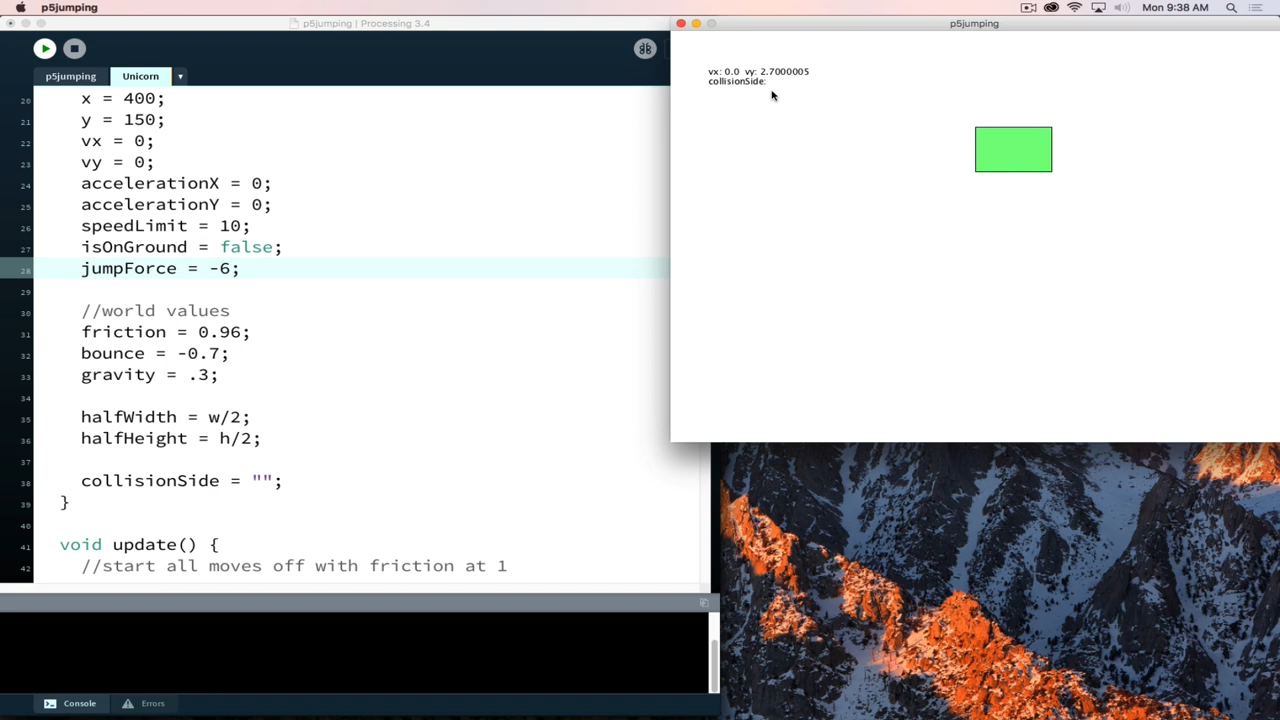 p5jumping
Mon 9:38 AM
p5jumping | Processing 3.4
p5jumping
p5jumping
Unicorn
20 x = 400;
21 y = 150;
22 vx = 0;
23 vy = 0;
24 accelerationX = 0;
25 accelerationY = 0;
26 speedLimit = 10;
27 isOnGround = false;
28 jumpForce = -6;
29
30 //world values
31 friction = 0.96;
32 bounce = -0.7;
33 gravity = .3;
34
35 halfWidth = w/2;
36 halfHeight = h/2;
37
38 collisionSide = "";
39 }
40
41 void update() {
42 //start all moves off with friction at 1
vx: 0.0 vy: 2.7000005
collisionSide:
Console
Errors